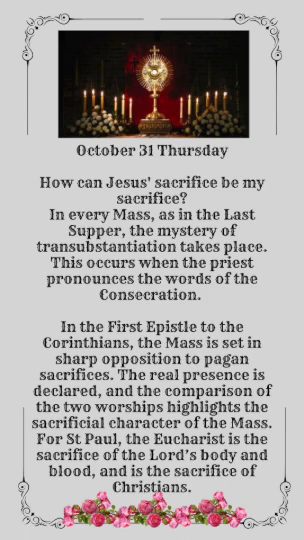 October 31 Thursday
How can Jesus' sacrifice be my
sacrifice?
In every Mass, as in the Last
Supper, the mystery of
transubstantiation takes place.
This occurs when the priest
pronounces the words of the
Consecration.
In the First Epistle to the
Corinthians, the Mass is set in
sharp opposition to pagan
sacrifices. The real presence is
declared, and the comparison of
the two worships highlights the
sacrificial character of the Mass.
For St Paul, the Eucharist is the
sacrifice of the Lord's body and
blood, and is the sacrifice of
Christians.